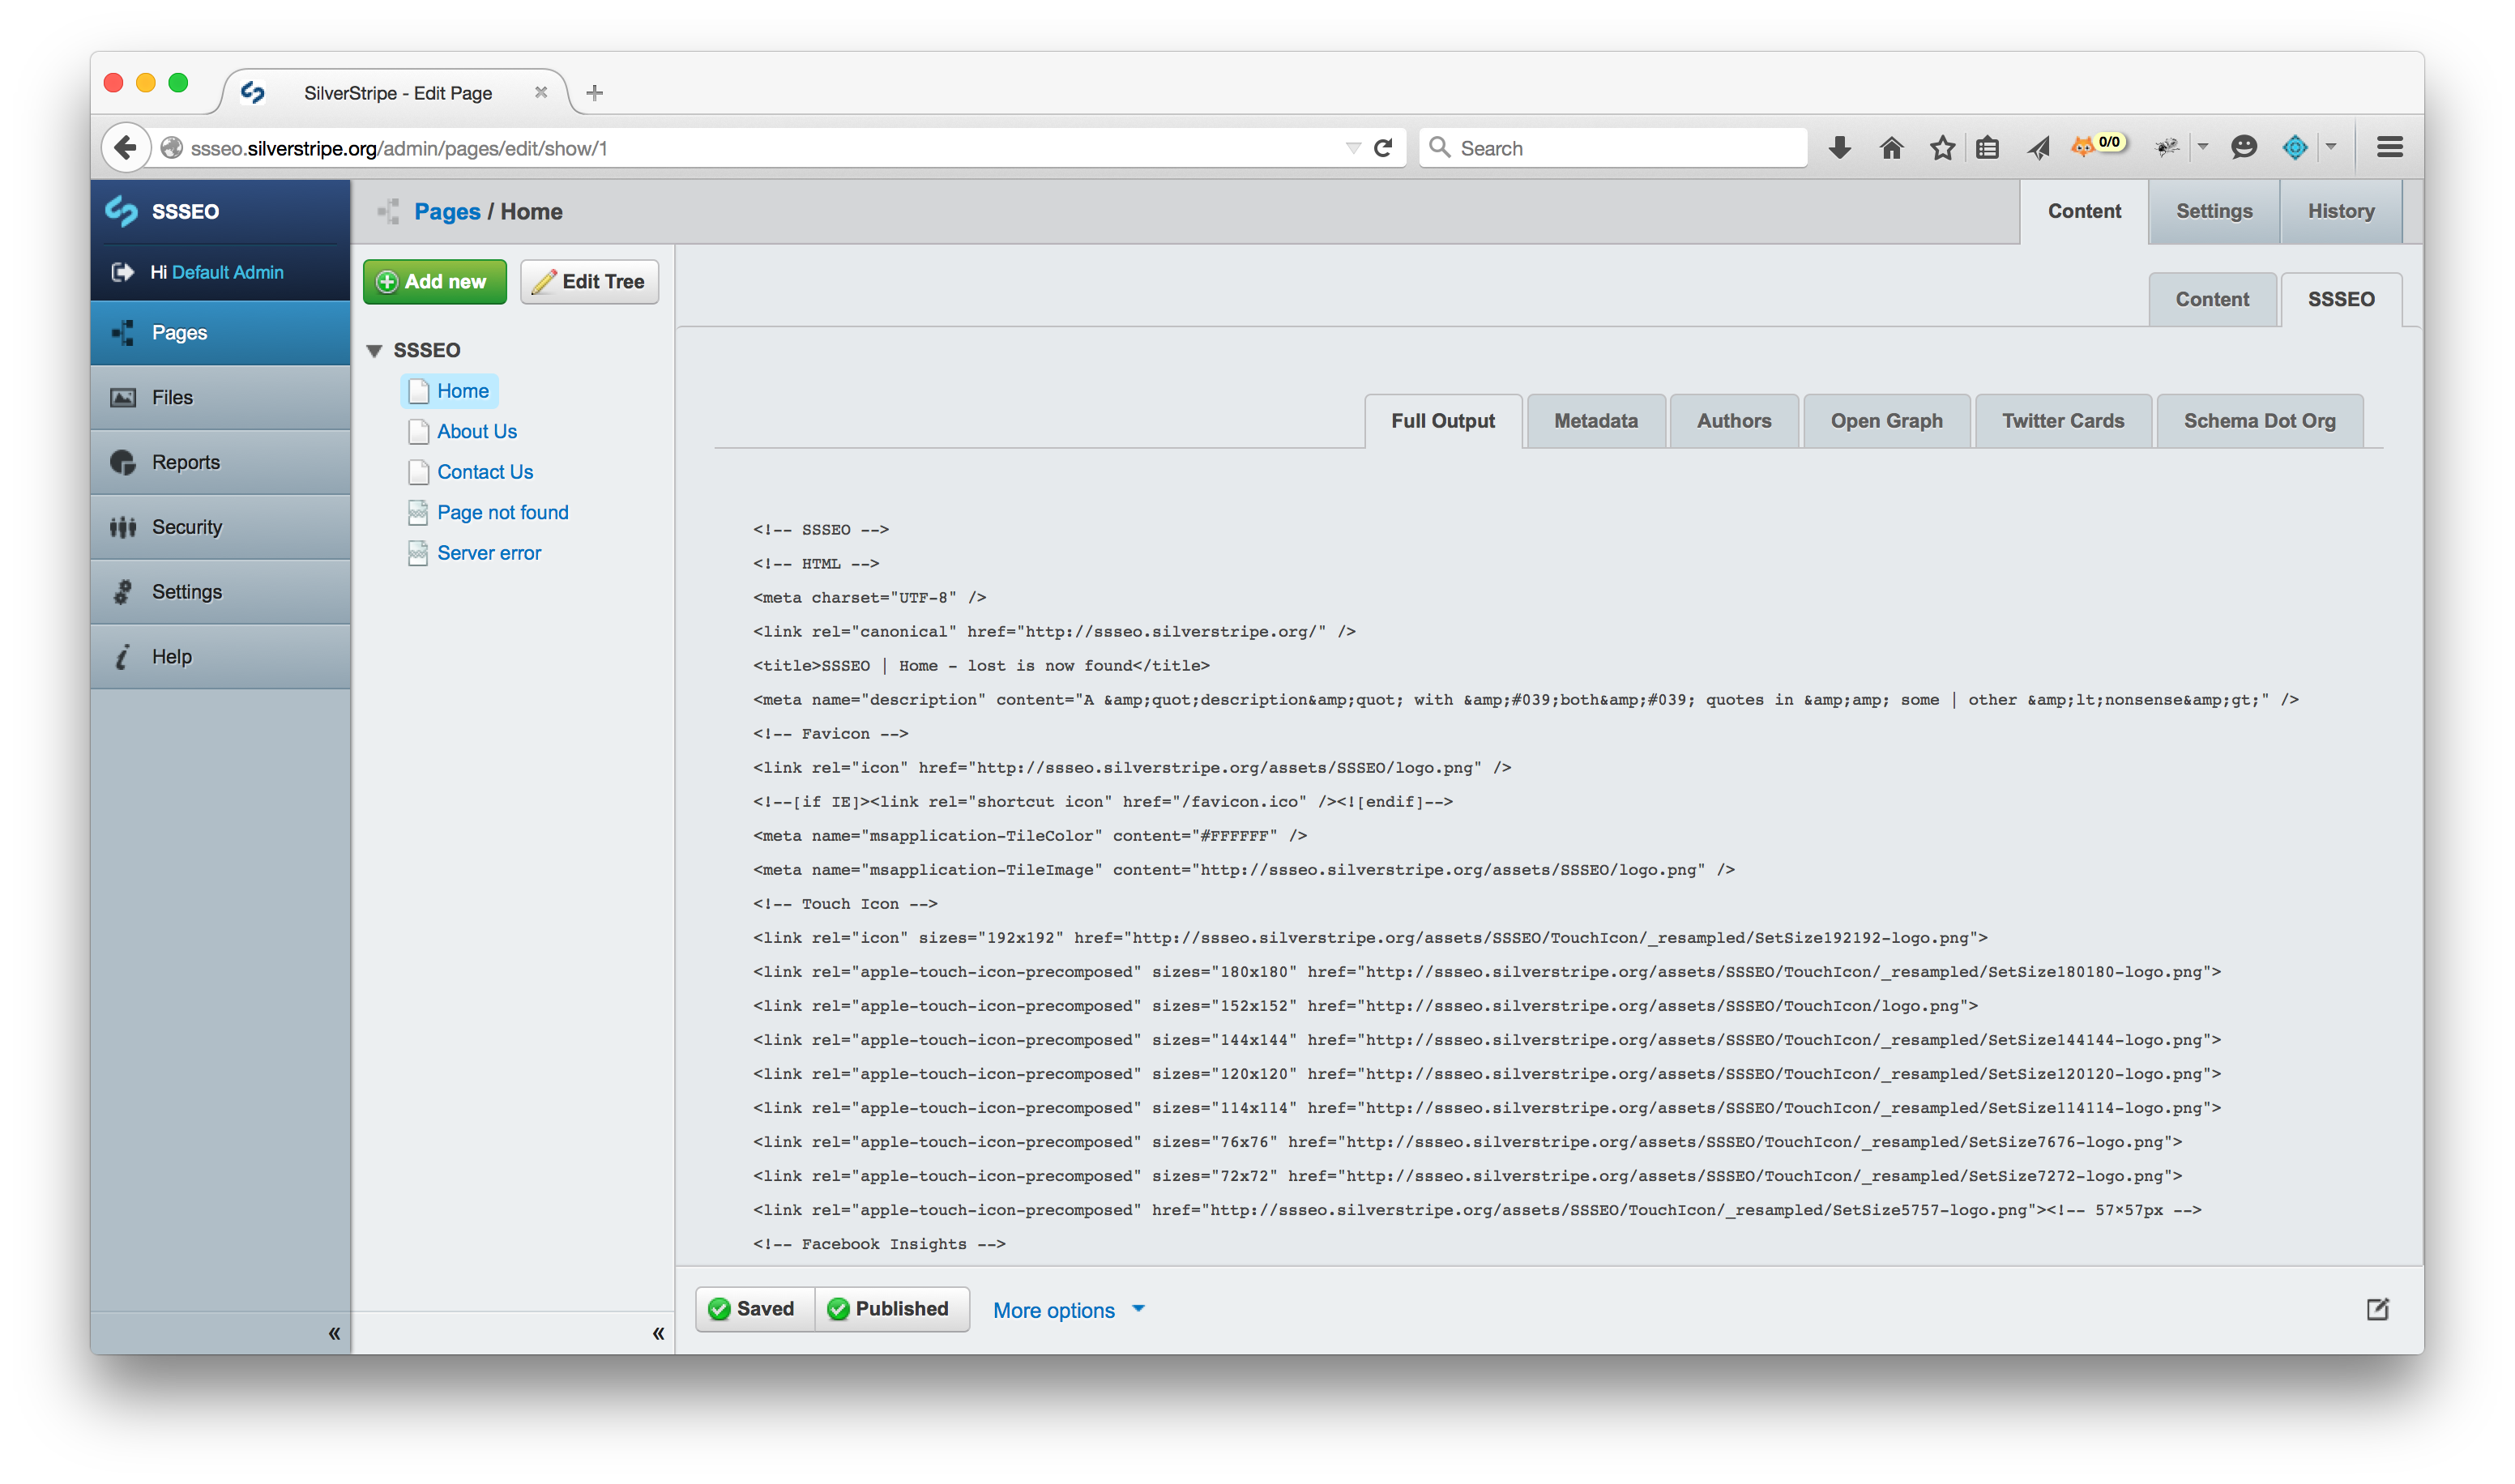 SilverStripe - Edit Page
ssseo.silverstripe.org/admin/pages/edit/show/1
Search
0/0
SSSEO
Hi Default Admin
Pages
Files
Reports
Security
Settings
Help
«
Pages / Home
Content
Settings
History
Add new
Edit Tree
SSSEO
Home
About Us
Contact Us
Page not found
Server error
«
Content
SSSEO
Full Output
Metadata
Authors
Open Graph
Twitter Cards
Schema Dot Org
<!-- SSSEO -->
<!-- HTML -->
<meta charset="UTF-8" />
<link rel="canonical" href="http://ssseo.silverstripe.org/" />
<title>SSSEO | Home - lost is now found</title>
<meta name="description" content="A &amp;quot;description&amp;quot; with &amp;#039;both&amp;#039; quotes in &amp;amp; some | other &amp;lt;nonsense&amp;gt;" />
<!-- Favicon -->
<link rel="icon" href="http://ssseo.silverstripe.org/assets/SSSEO/logo.png" />
<!--[if IE]><link rel="shortcut icon" href="/favicon.ico" /><![endif]-->
<meta name="msapplication-TileColor" content="#FFFFFF" />
<meta name="msapplication-TileImage" content="http://ssseo.silverstripe.org/assets/SSSEO/logo.png" />
<!-- Touch Icon -->
<link rel="icon" sizes="192x192" href="http://ssseo.silverstripe.org/assets/SSSEO/TouchIcon/_resampled/SetSize192192-logo.png">
<link rel="apple-touch-icon-precomposed" sizes="180x180" href="http://ssseo.silverstripe.org/assets/SSSEO/TouchIcon/_resampled/SetSize180180-logo.png">
<link rel="apple-touch-icon-precomposed" sizes="152x152" href="http://ssseo.silverstripe.org/assets/SSSEO/TouchIcon/logo.png">
<link rel="apple-touch-icon-precomposed" sizes="144x144" href="http://ssseo.silverstripe.org/assets/SSSEO/TouchIcon/_resampled/SetSize144144-logo.png">
<link rel="apple-touch-icon-precomposed" sizes="120x120" href="http://ssseo.silverstripe.org/assets/SSSEO/TouchIcon/_resampled/SetSize120120-logo.png">
<link rel="apple-touch-icon-precomposed" sizes="114x114" href="http://ssseo.silverstripe.org/assets/SSSEO/TouchIcon/_resampled/SetSize114114-logo.png">
<link rel="apple-touch-icon-precomposed" sizes="76x76" href="http://ssseo.silverstripe.org/assets/SSSEO/TouchIcon/_resampled/SetSize7676-logo.png">
<link rel="apple-touch-icon-precomposed" sizes="72x72" href="http://ssseo.silverstripe.org/assets/SSSEO/TouchIcon/_resampled/SetSize7272-logo.png">
<link rel="apple-touch-icon-precomposed" href="http://ssseo.silverstripe.org/assets/SSSEO/TouchIcon/_resampled/SetSize5757-logo.png"><!-- 57×57px -->
<!-- Facebook Insights -->
Saved
Published
More options